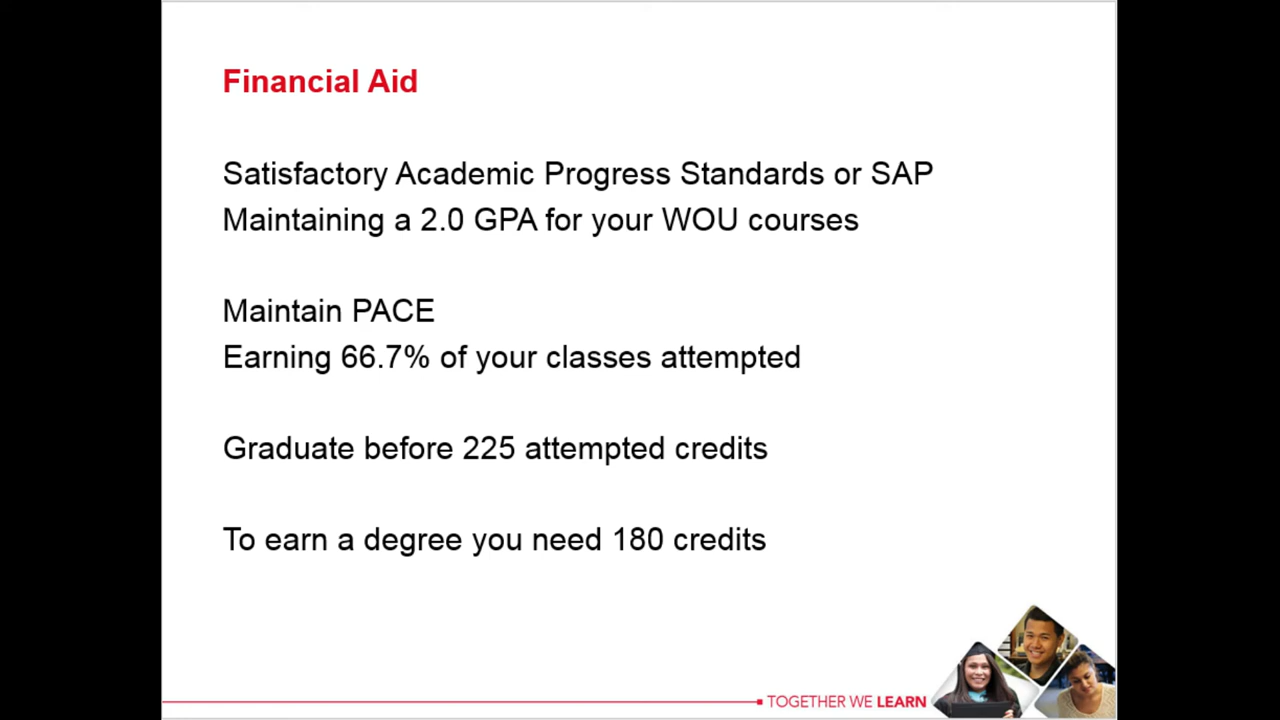 Financial Aid
Satisfactory Academic Progress Standards or SAP
Maintaining a 2.0 GPA for your WOU courses
Maintain PACE
Earning 66.7% of your classes attempted
Graduate before 225 attempted credits
To earn a degree you need 180 credits
TOGETHER WE LEARN